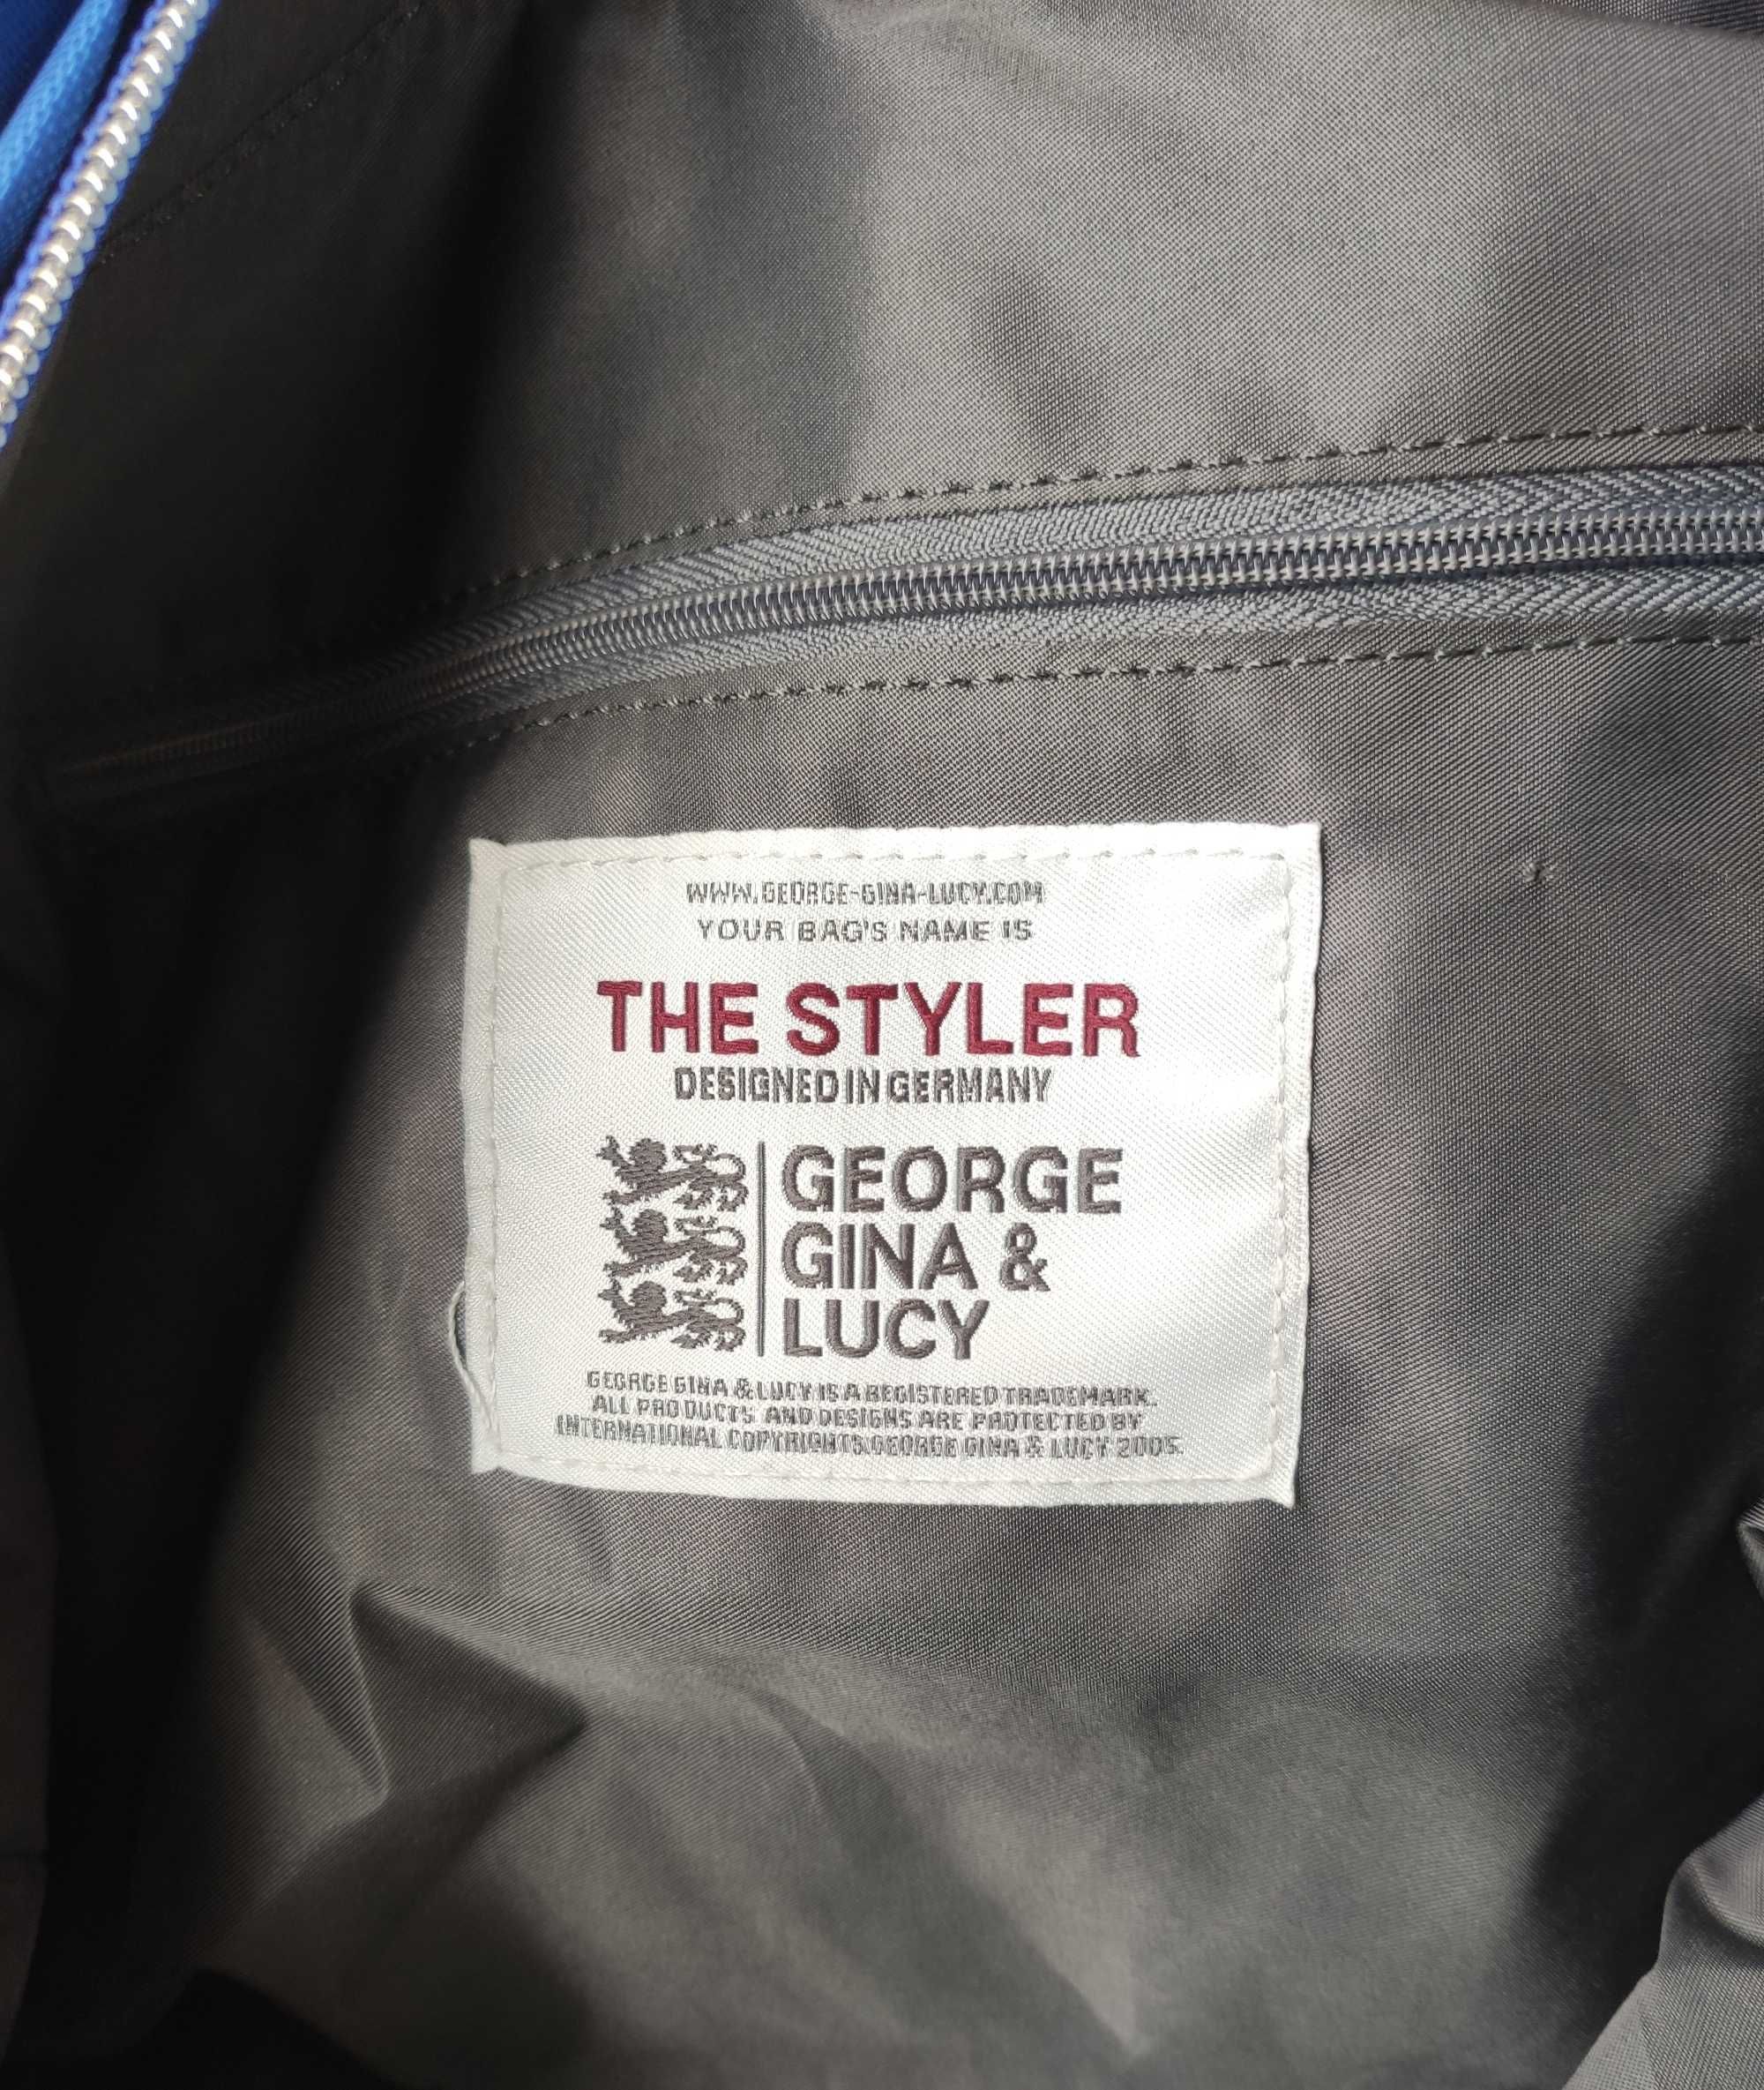 WWW.GEORGE-GINA-LUCY.COM
YOUR BAG'S NAME IS
THE STYLER
DESIGNED IN GERMANY
GEORGE
GINA &
LUCY
GEORGE GINA & LUCY IS A REGISTERED TRADEMARK.
ALL PRODUCTS AND DESIGNS ARE PROTECTED BY
INTERNATIONAL COPYRIGHTS.GEORGE GINA & LUCY 2005.